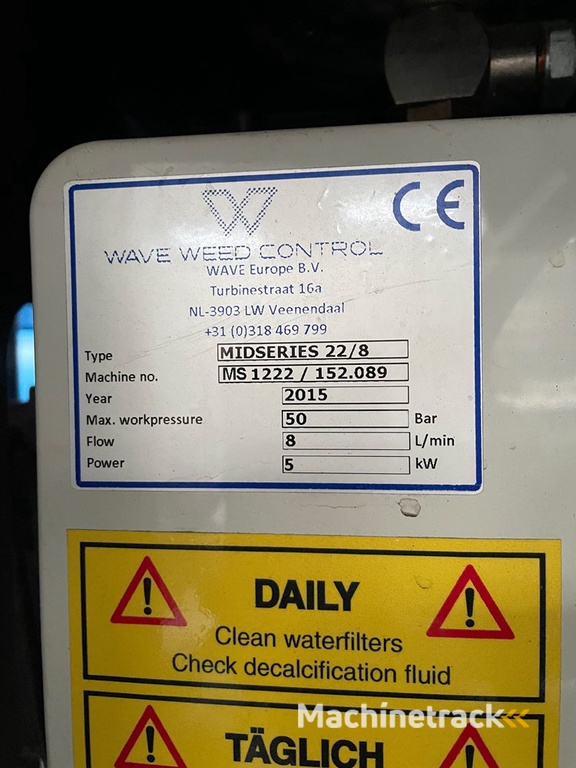 W
CE
WAVE WEED CONTROL
WAVE Europe B.V.
Turbinestraat 16a
NL-3903 LW Veenendaal
+31 (0)318 469 799
Type MIDSERIES 22/8
Machine no. MS 1222 / 152.089
Year 2015
Max. workpressure 50 Bar
Flow 8 L/min
Power 5 kW
! DAILY !
Clean waterfilters
Check decalcification fluid
Machinetrack
! TÄGLICH !